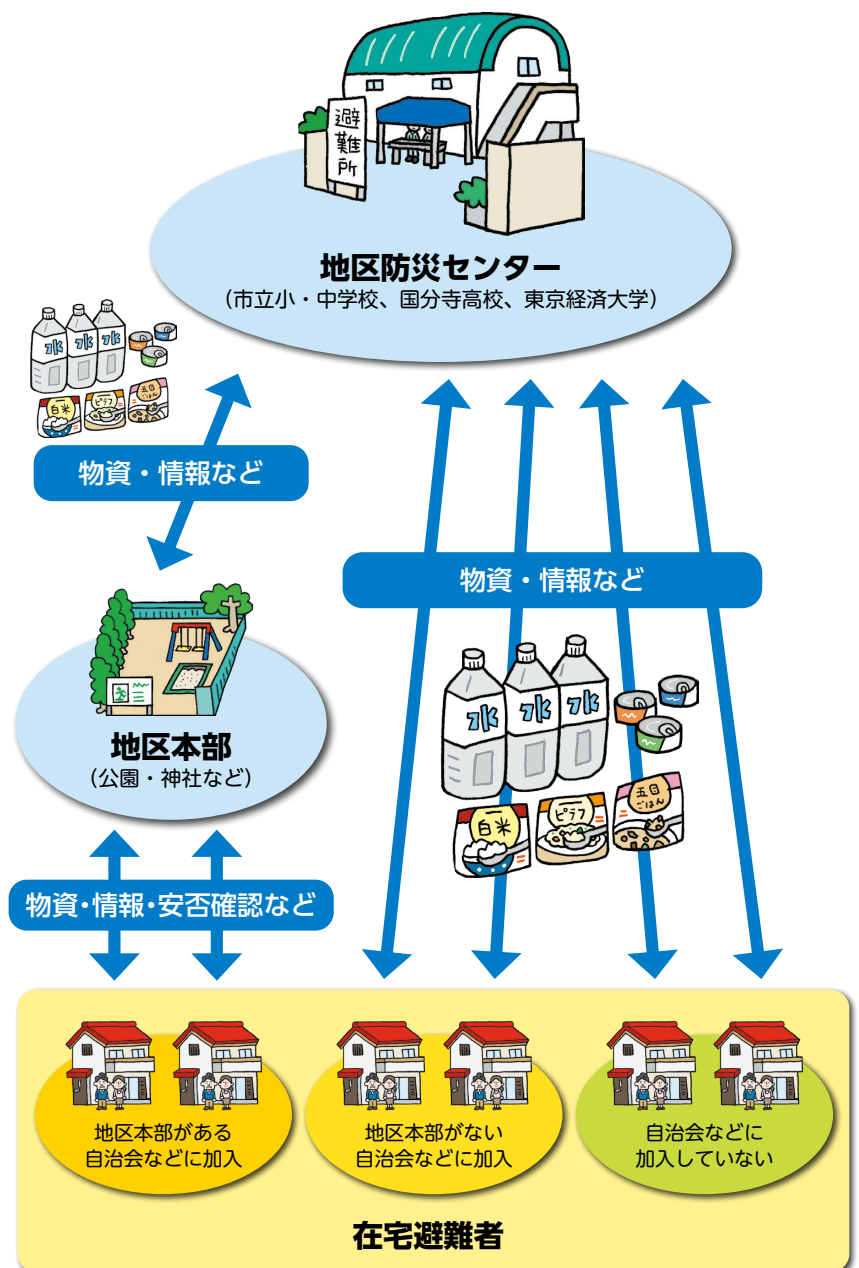 避難所
地区防災センター
(市立小・中学校、国分寺高校、東京経済大学)
水 水 水
白米 ピラフ 五目ごはん
物資・情報など
物資・情報など
地区本部
(公園・神社など)
水 水 水
白米 ピラフ 五目ごはん
物資・情報・安否確認など
地区本部がある
自治会などに加入
地区本部がない
自治会などに加入
自治会などに
加入していない
在宅避難者